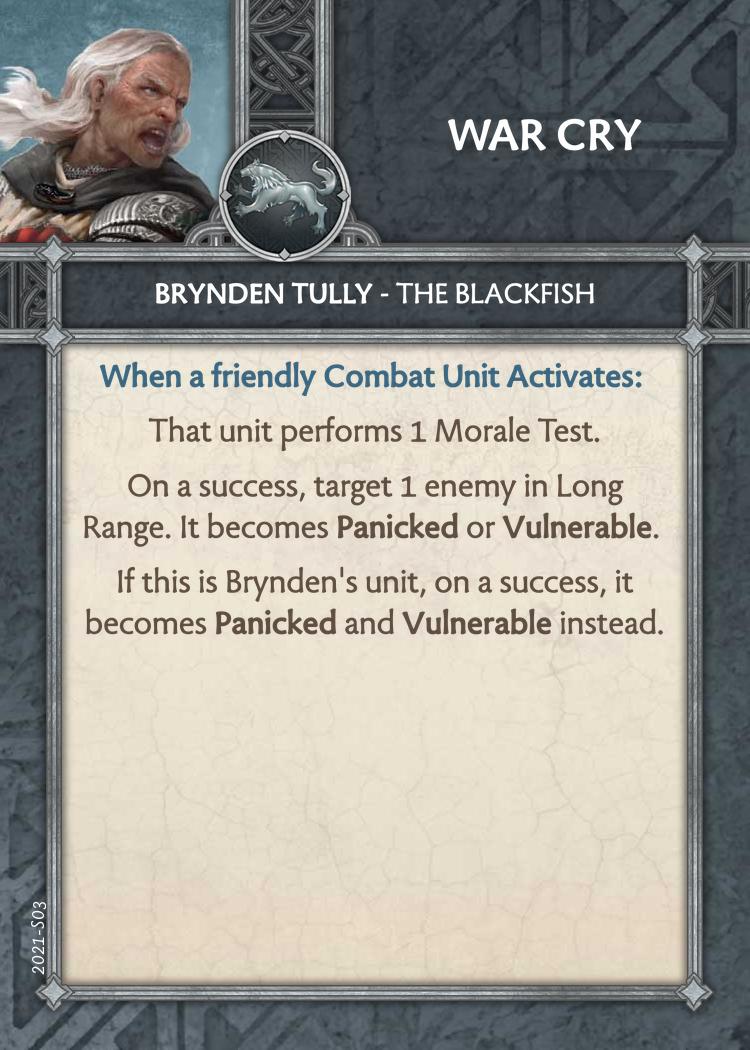 WAR CRY
BRYNDEN TULLY - THE BLACKFISH
When a friendly Combat Unit Activates:
That unit performs 1 Morale Test.
On a success, target 1 enemy in Long
Range. It becomes Panicked or Vulnerable.
If this is Brynden's unit, on a success, it
becomes Panicked and Vulnerable instead.
2021-S03